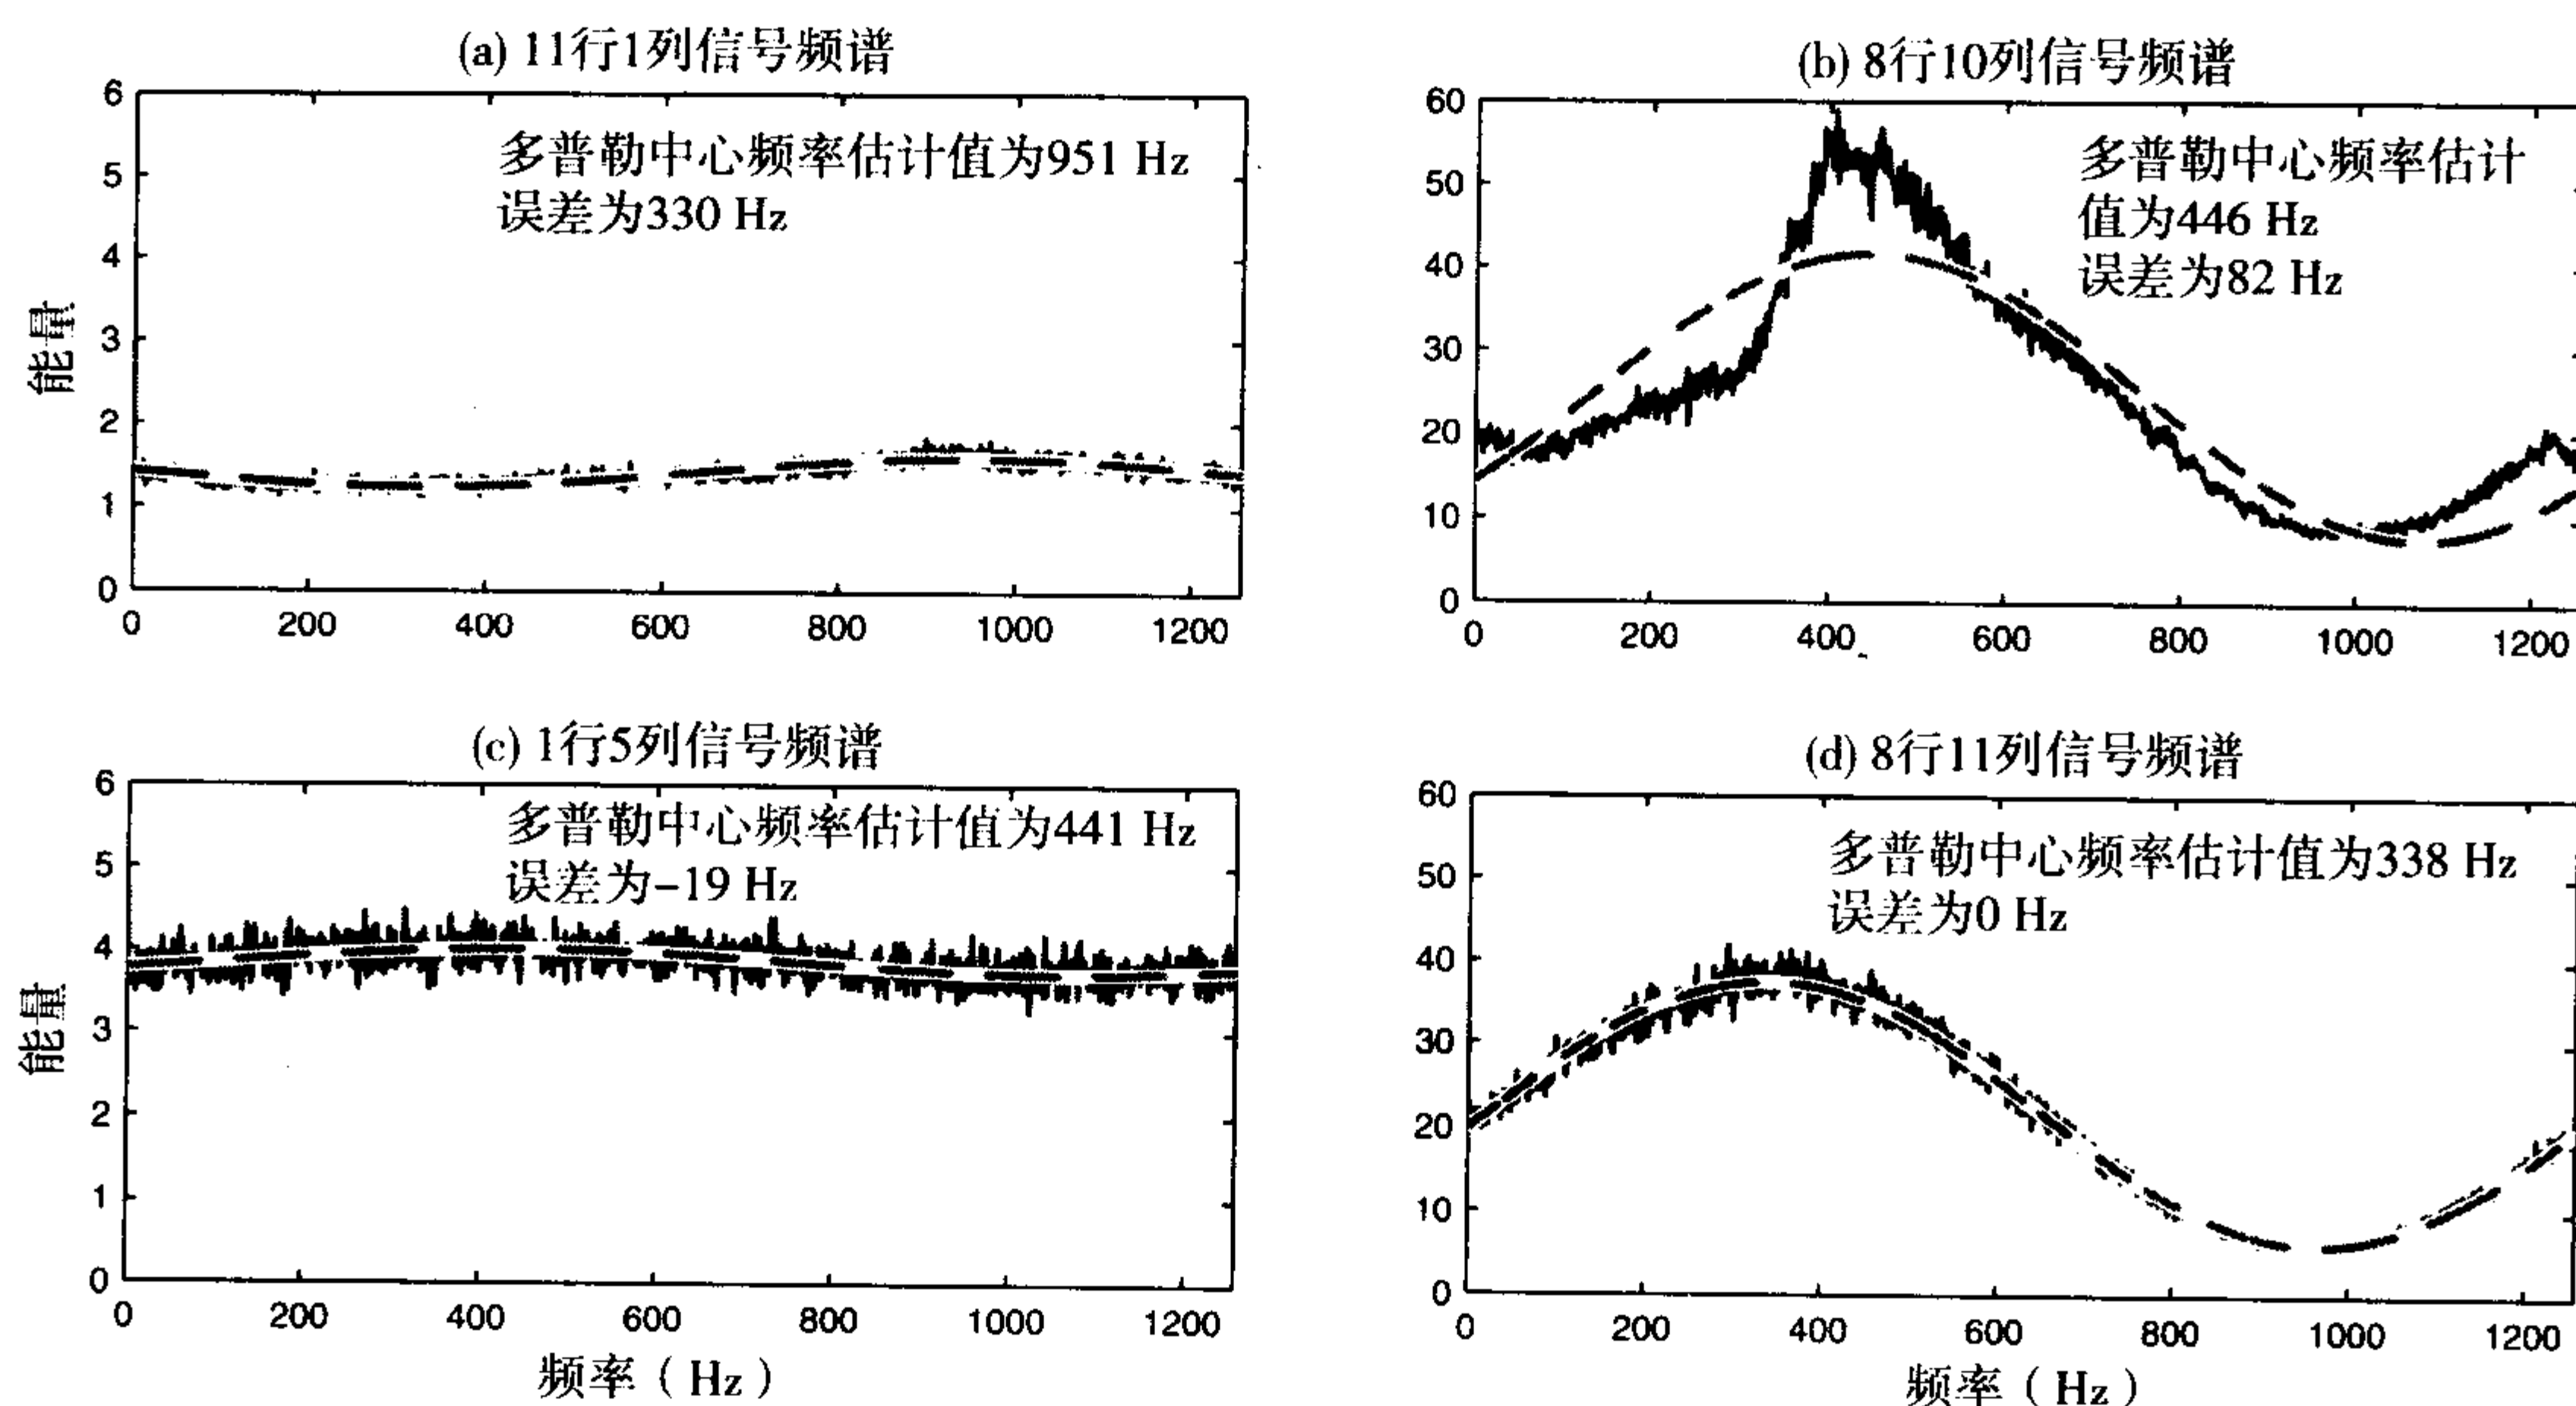 (a) 11行1列信号频谱
6
5
4
3
2
1
0
能量
多普勒中心频率估计值为951 Hz
误差为330 Hz
0 200 400 600 800 1000 1200
(b) 8行10列信号频谱
60
50
40
30
20
10
0
多普勒中心频率估计
值为446 Hz
误差为82 Hz
0 200 400 600 800 1000 1200
(c) 1行5列信号频谱
6
5
4
3
2
1
0
能量
多普勒中心频率估计值为441 Hz
误差为-19 Hz
0 200 400 600 800 1000 1200
频率（Hz）
(d) 8行11列信号频谱
60
50
40
30
20
10
0
多普勒中心频率估计值为338 Hz
误差为0 Hz
0 200 400 600 800 1000 1200
频率（Hz）